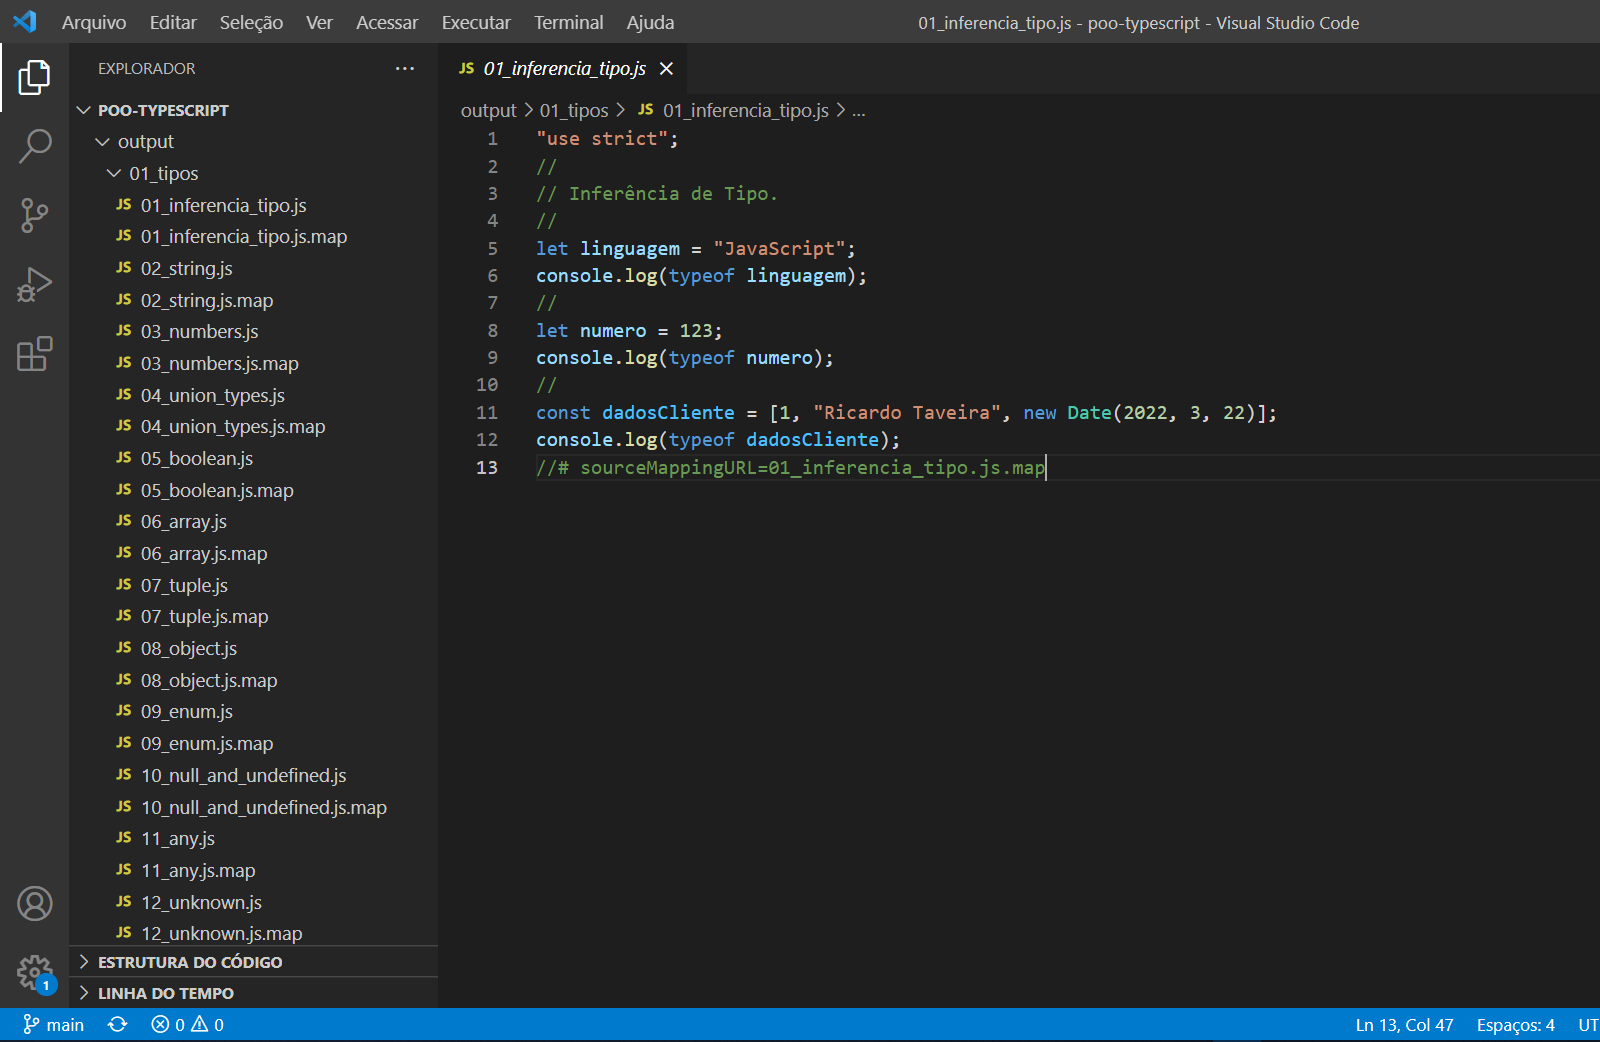 Arquivo Editar Seleção Ver Acessar Executar Terminal Ajuda 01_inferencia_tipo.js - poo-typescript - Visual Studio Code
EXPLORADOR ...
POO-TYPESCRIPT
output
01_tipos
JS 01_inferencia_tipo.js
JS 01_inferencia_tipo.js.map
JS 02_string.js
JS 02_string.js.map
JS 03_numbers.js
JS 03_numbers.js.map
JS 04_union_types.js
JS 04_union_types.js.map
JS 05_boolean.js
JS 05_boolean.js.map
JS 06_array.js
JS 06_array.js.map
JS 07_tuple.js
JS 07_tuple.js.map
JS 08_object.js
JS 08_object.js.map
JS 09_enum.js
JS 09_enum.js.map
JS 10_null_and_undefined.js
JS 10_null_and_undefined.js.map
JS 11_any.js
JS 11_any.js.map
JS 12_unknown.js
JS 12_unknown.js.map
ESTRUTURA DO CÓDIGO
LINHA DO TEMPO
1
JS 01_inferencia_tipo.js
output > 01_tipos > JS 01_inferencia_tipo.js > ...
1 "use strict";
2 //
3 // Inferência de Tipo.
4 //
5 let linguagem = "JavaScript";
6 console.log(typeof linguagem);
7 //
8 let numero = 123;
9 console.log(typeof numero);
10 //
11 const dadosCliente = [1, "Ricardo Taveira", new Date(2022, 3, 22)];
12 console.log(typeof dadosCliente);
13 //# sourceMappingURL=01_inferencia_tipo.js.map
main 0 0 Ln 13, Col 47 Espaços: 4 UT